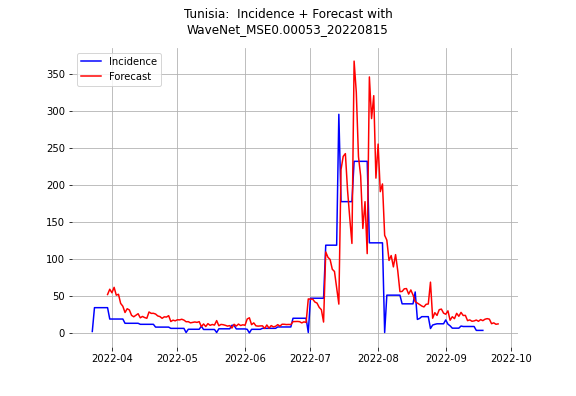 Tunisia:  Incidence + Forecast with
WaveNet_MSE0.00053_20220815
Incidence
Forecast
350
300
250
200
150
100
50
0
2022-04 2022-05 2022-06 2022-07 2022-08 2022-09 2022-10